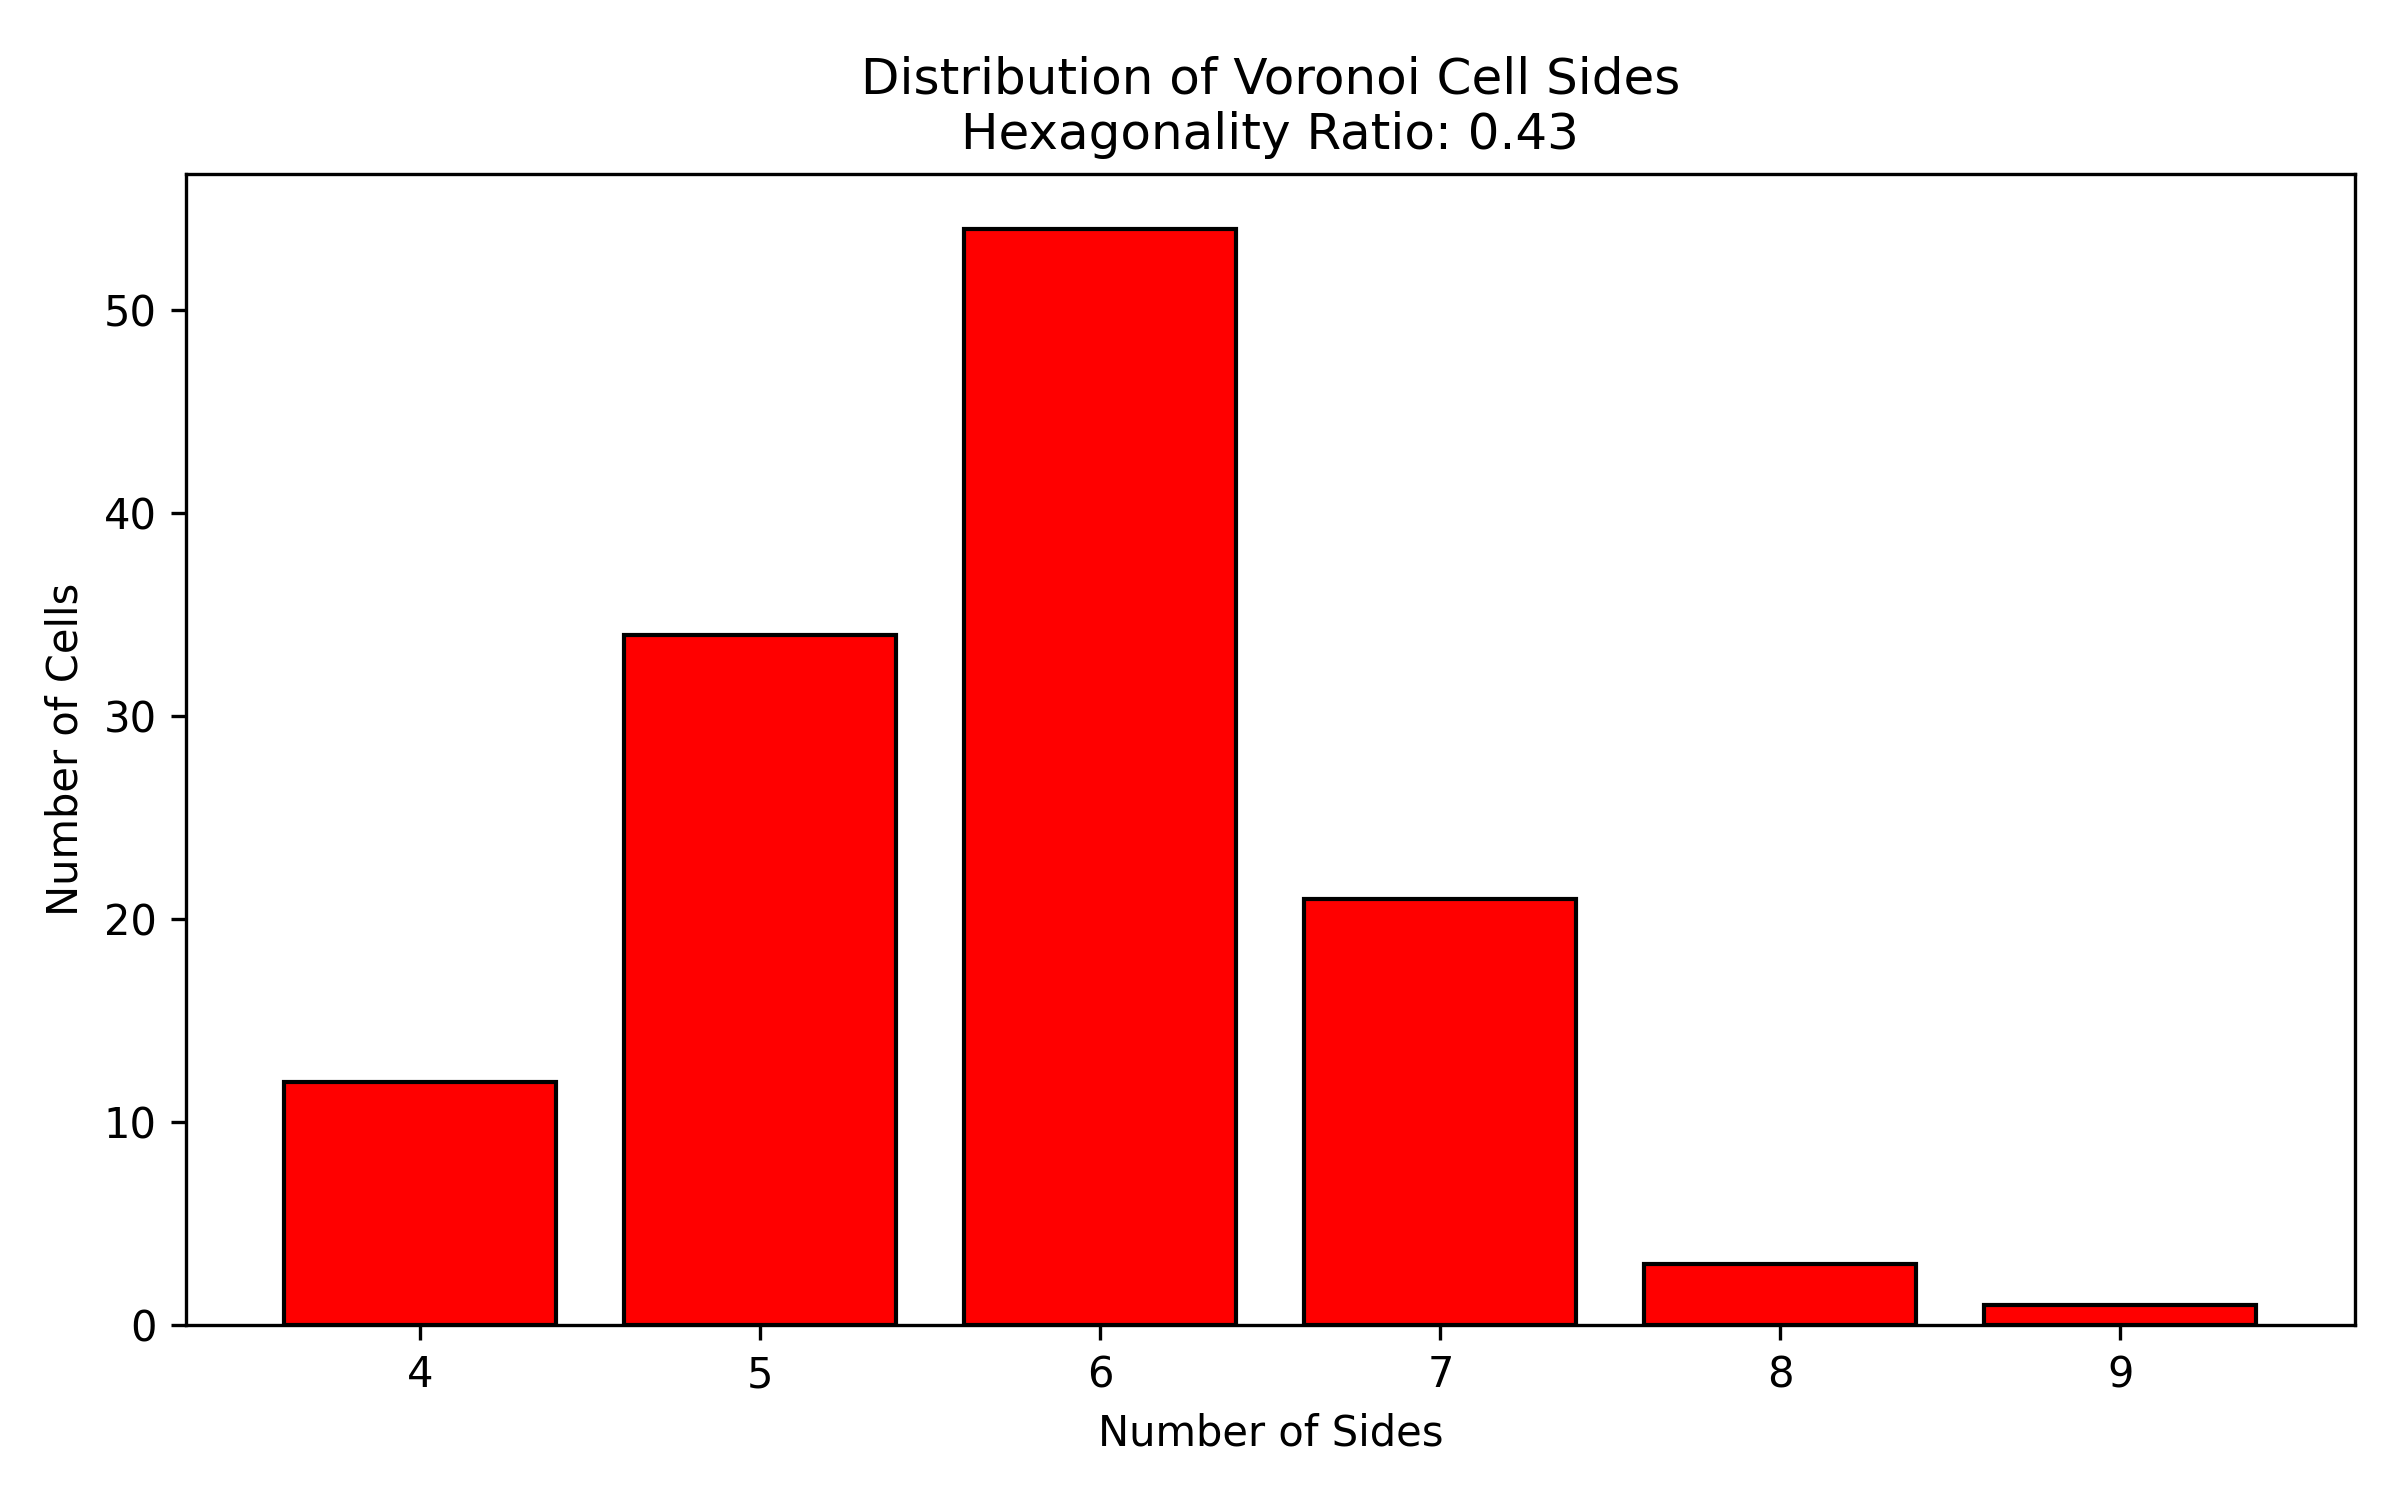 Distribution of Voronoi Cell Sides
Hexagonality Ratio: 0.43
Number of Cells
50
40
30
20
10
0
4 5 6 7 8 9
Number of Sides